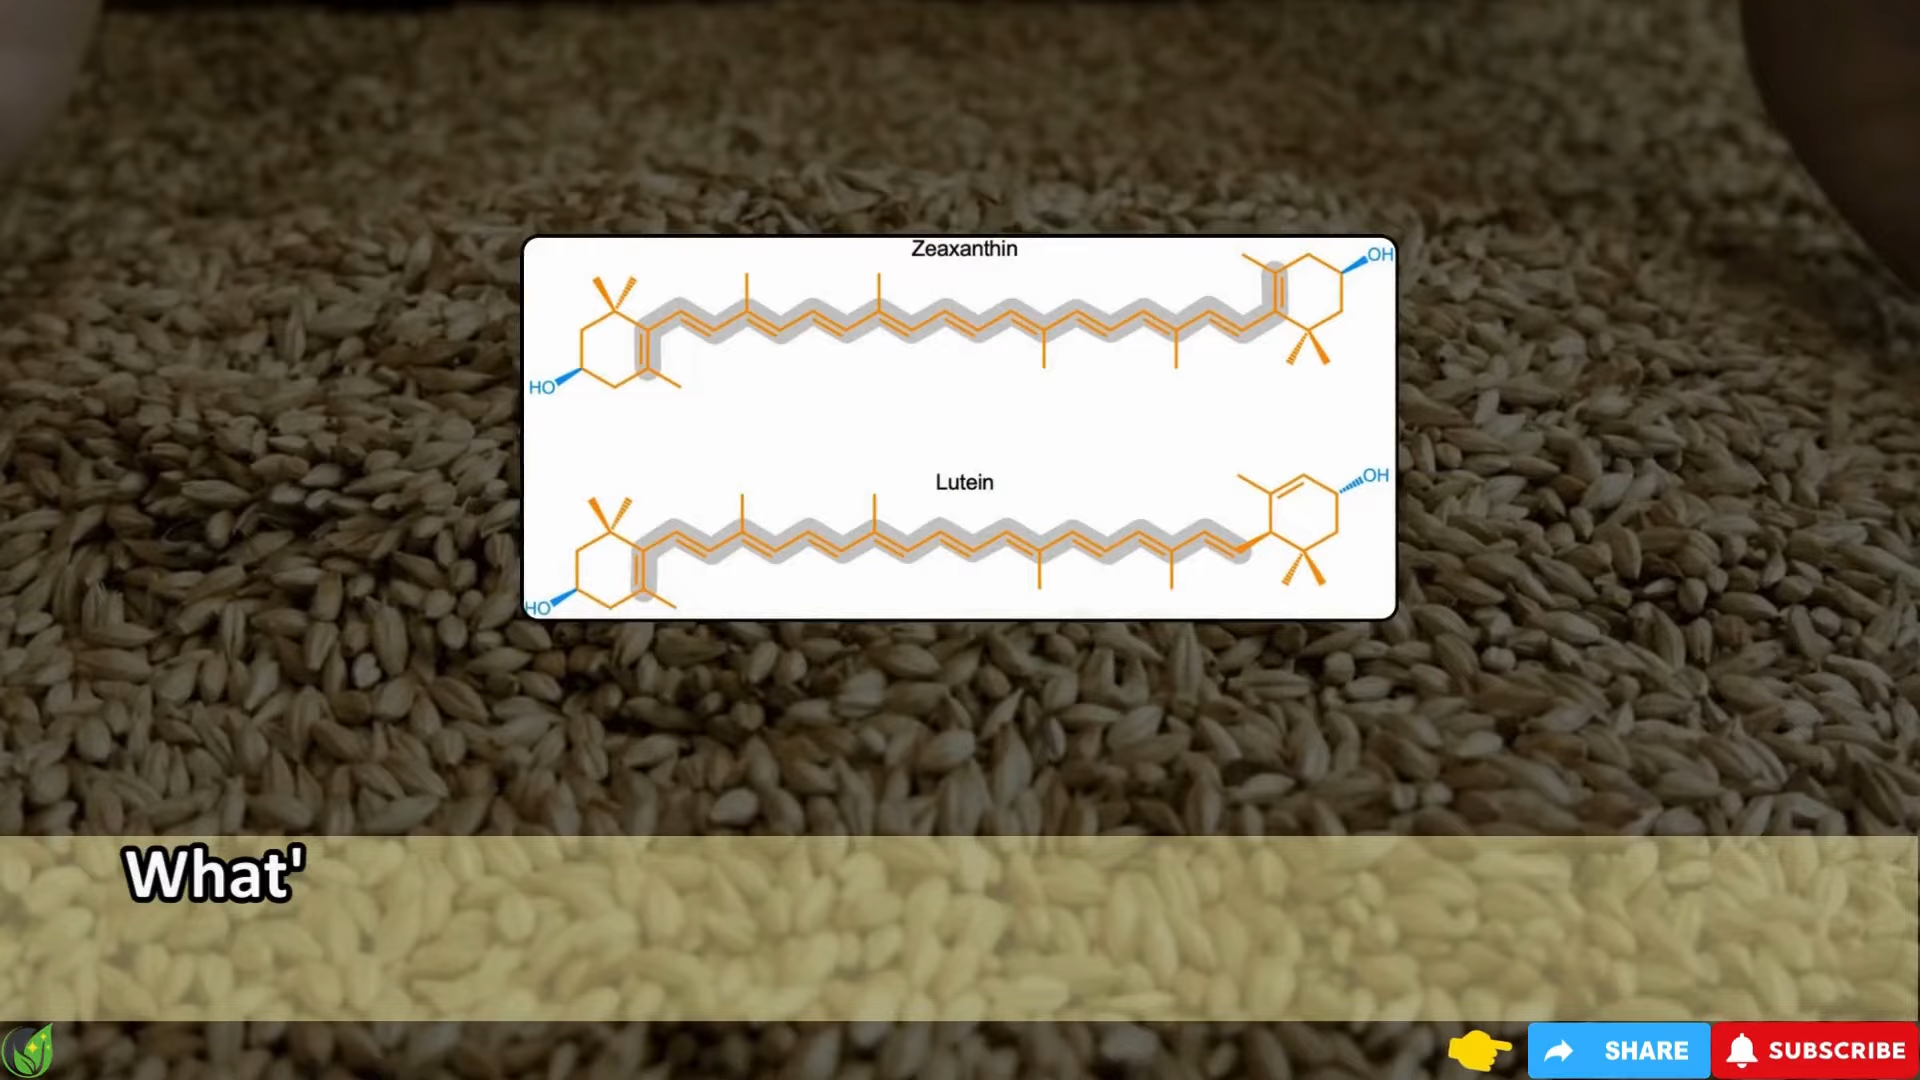 Zeaxanthin
OH
HO
Lutein
OH
HO
What'
SHARE
SUBSCRIBE